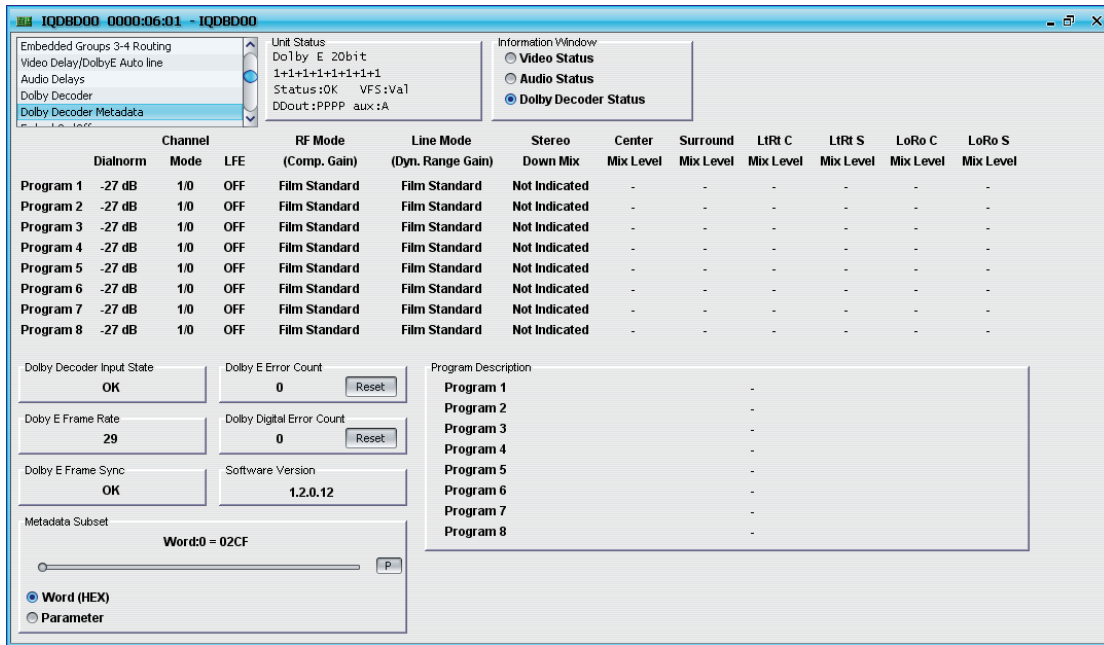 IQDBD00 0000:06:01 - IQDBD00
Embedded Groups 3-4 Routing
Video Delay/DolbyE Auto line
Audio Delays
Dolby Decoder
Dolby Decoder Metadata
Unit Status
Dolby E 20bit
1+1+1+1+1+1+1+1
Status:OK VFS:Val
DDout:PPPP aux:A
Information Window
Video Status
Audio Status
Dolby Decoder Status
Channel RF Mode Line Mode Stereo Center Surround LtRt C LtRt S LoRo C LoRo S
Dialnorm Mode LFE (Comp. Gain) (Dyn. Range Gain) Down Mix Mix Level Mix Level Mix Level Mix Level Mix Level Mix Level
Program 1 -27 dB 1/0 OFF Film Standard Film Standard Not Indicated - - - - - -
Program 2 -27 dB 1/0 OFF Film Standard Film Standard Not Indicated - - - - - -
Program 3 -27 dB 1/0 OFF Film Standard Film Standard Not Indicated - - - - - -
Program 4 -27 dB 1/0 OFF Film Standard Film Standard Not Indicated - - - - - -
Program 5 -27 dB 1/0 OFF Film Standard Film Standard Not Indicated - - - - - -
Program 6 -27 dB 1/0 OFF Film Standard Film Standard Not Indicated - - - - - -
Program 7 -27 dB 1/0 OFF Film Standard Film Standard Not Indicated - - - - - -
Program 8 -27 dB 1/0 OFF Film Standard Film Standard Not Indicated - - - - - -
Dolby Decoder Input State
OK
Dolby E Error Count
0 Reset
Doby E Frame Rate
29
Dolby Digital Error Count
0 Reset
Dolby E Frame Sync
OK
Software Version
1.2.0.12
Metadata Subset
Word:0 = 02CF
P
Word (HEX)
Parameter
Program Description
Program 1 -
Program 2 -
Program 3 -
Program 4 -
Program 5 -
Program 6 -
Program 7 -
Program 8 -